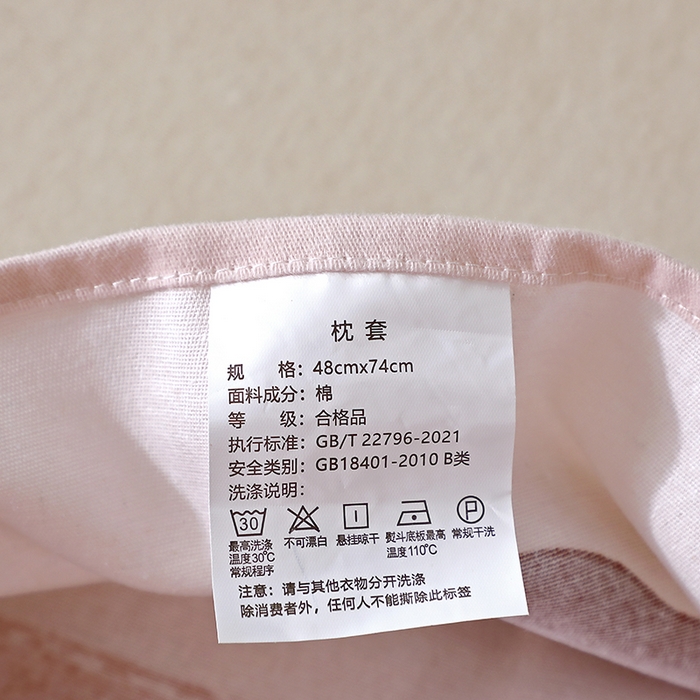 枕 套
规 格：48cmx74cm
面料成分：棉
等 级：合格品
执行标准：GB/T 22796-2021
安全类别：GB18401-2010 B类
洗涤说明：
30 P
最高洗涤 不可漂白 悬挂晾干 熨斗底板最高 常规干洗
温度30℃ 温度110℃
常规程序
注意：请与其他衣物分开洗涤
除消费者外，任何人不能撕除此标签